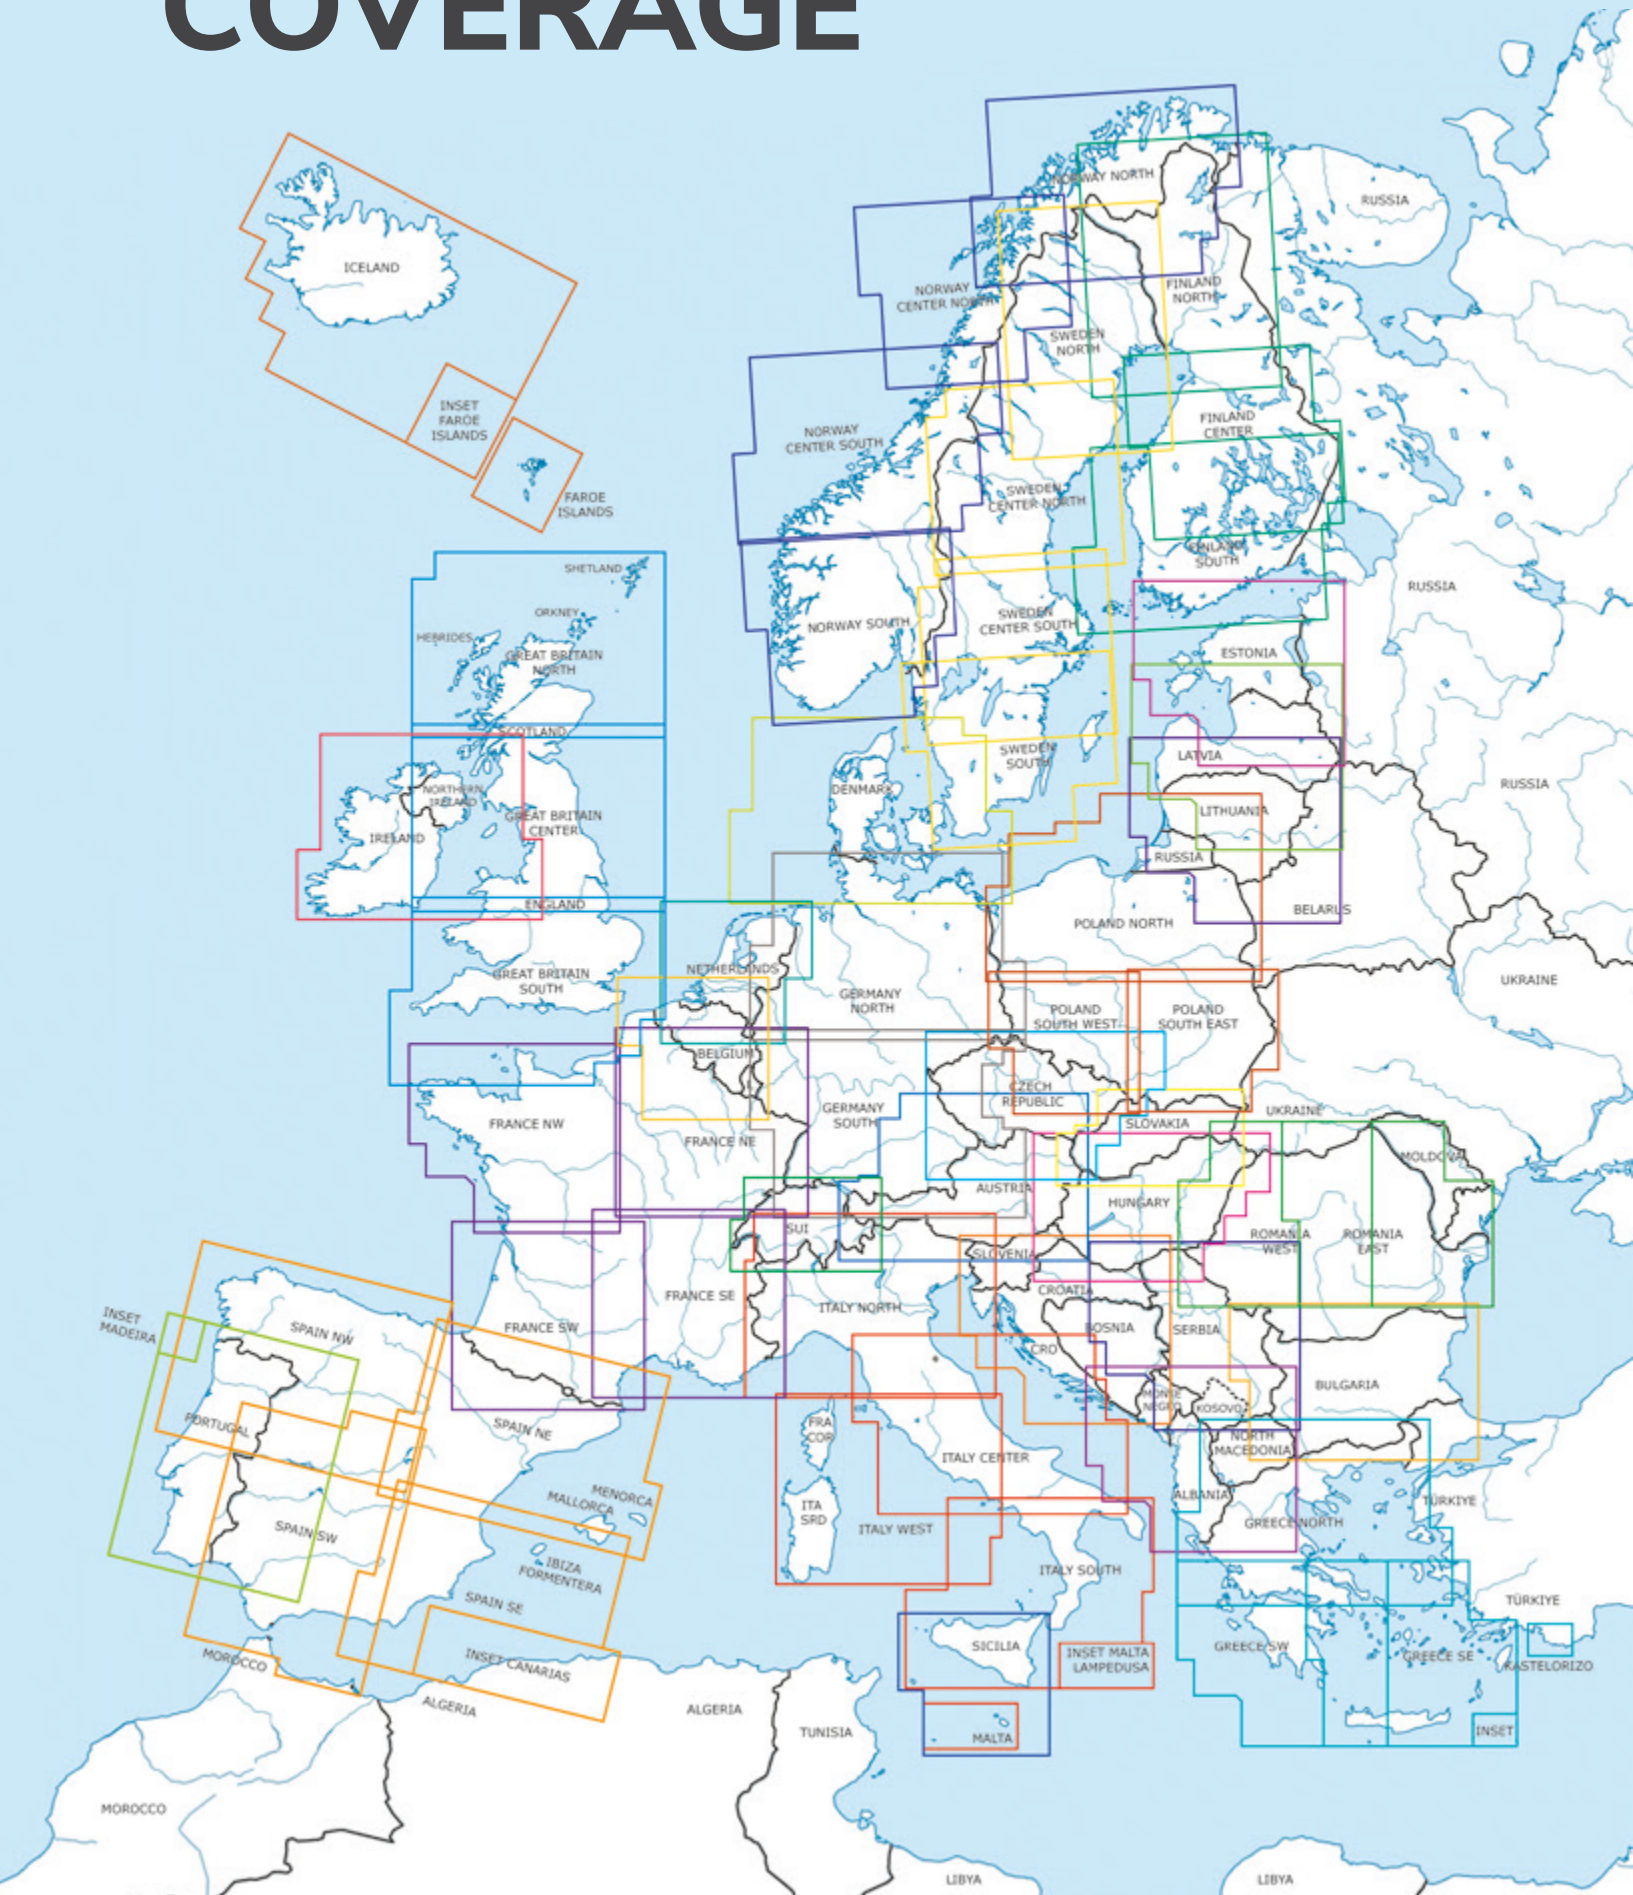 COVERAGE
RUSSIA
NORWAY NORTH
ICELAND
FINLAND
NORTH
NORWAY
CENTER NORTH
SWEDEN
NORTH
INSET
FAROE
ISLANDS
FINLAND
CENTER
NORWAY
CENTER SOUTH
SWEDEN
CENTER NORTH
FAROE
ISLANDS
FINLAND
SOUTH
SHETLAND
RUSSIA
ORKNEY
HEBRIDES
NORWAY SOUTH
SWEDEN
CENTER SOUTH
GREAT BRITAIN
NORTH
ESTONIA
SCOTLAND
SWEDEN
SOUTH
LATVIA
RUSSIA
DENMARK
NORTHERN
IRELAND
LITHUANIA
GREAT BRITAIN
CENTER
IRELAND
RUSSIA
ENGLAND
BELARUS
POLAND NORTH
NETHERLANDS
GREAT BRITAIN
SOUTH
UKRAINE
GERMANY
NORTH
POLAND
SOUTH WEST
POLAND
SOUTH EAST
BELGIUM
CZECH
REPUBLIC
UKRAINE
GERMANY
SOUTH
FRANCE NW
SLOVAKIA
FRANCE NE
MOLDOVA
AUSTRIA
HUNGARY
SUI
ROMANIA
WEST
ROMANIA
EAST
SLOVENIA
CROATIA
FRANCE SE
ITALY NORTH
INSET
MADEIRA
SPAIN NW
FRANCE SW
BOSNIA
SERBIA
CRO
BULGARIA
MONTE
NEGRO
KOSOVO
PORTUGAL
SPAIN NE
FRA
COR
NORTH
MACEDONIA
ITALY CENTER
MENORCA
MALLORCA
ALBANIA
TÜRKIYE
ITA
SRD
ITALY WEST
GREECE NORTH
SPAIN SW
IBIZA
FORMENTERA
ITALY SOUTH
SPAIN SE
TÜRKIYE
SICILIA
INSET MALTA
LAMPEDUSA
GREECE SW
GREECE SE
KASTELORIZO
MOROCCO
INSET CANARIAS
ALGERIA
ALGERIA
TUNISIA
MALTA
INSET
MOROCCO
LIBYA
LIBYA